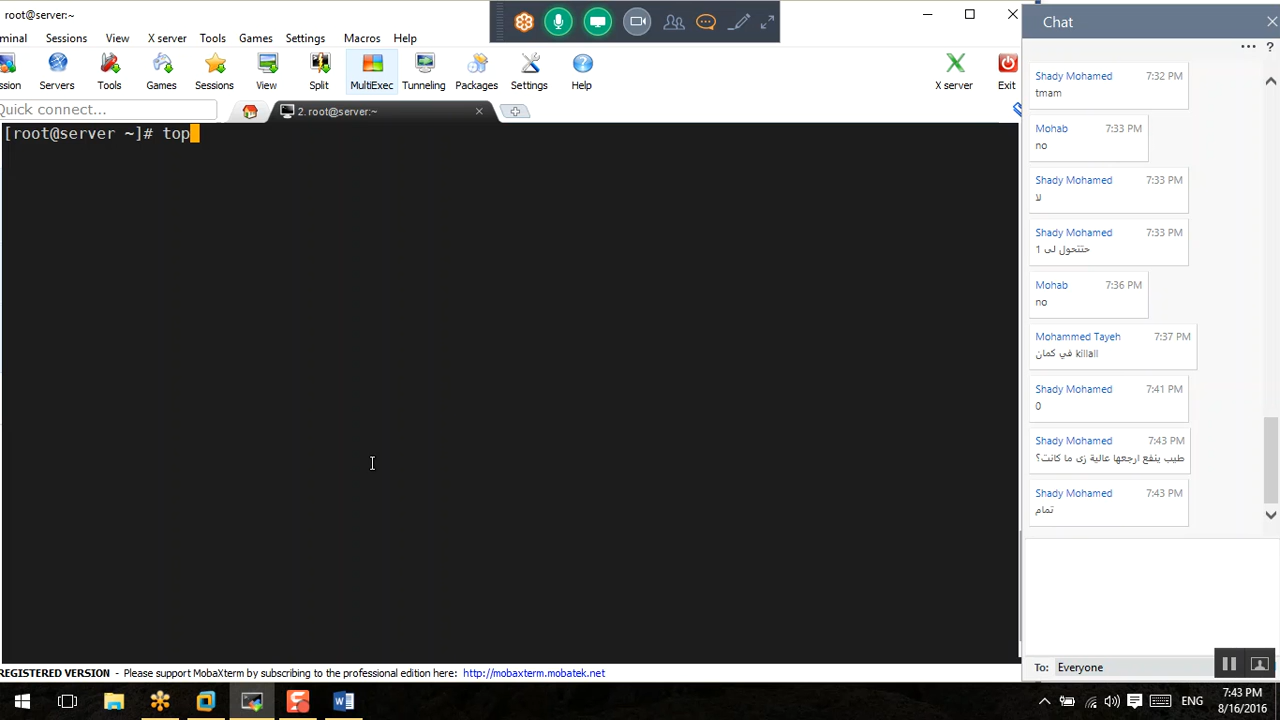 root@server:~
Chat
minal
Sessions
View
X server
Tools
Games
Settings
Macros
Help
ssion
Servers
Tools
Games
Sessions
View
Split
MultiExec
Tunneling
Packages
Settings
Help
X server
Exit
Quick connect...
2. root@server:~
[root@server ~]# top
Shady Mohamed 7:32 PM
tmam
Mohab 7:33 PM
no
Shady Mohamed 7:33 PM
لا
Shady Mohamed 7:33 PM
حتتحول لى 1
Mohab 7:36 PM
no
Mohammed Tayeh 7:37 PM
في كمان killall
Shady Mohamed 7:41 PM
0
Shady Mohamed 7:43 PM
طيب ينفع ارجعها عالية زى ما كانت؟
Shady Mohamed 7:43 PM
تمام
To: Everyone
REGISTERED VERSION - Please support MobaXterm by subscribing to the professional edition here: http://mobaxterm.mobatek.net
ENG
7:43 PM
8/16/2016